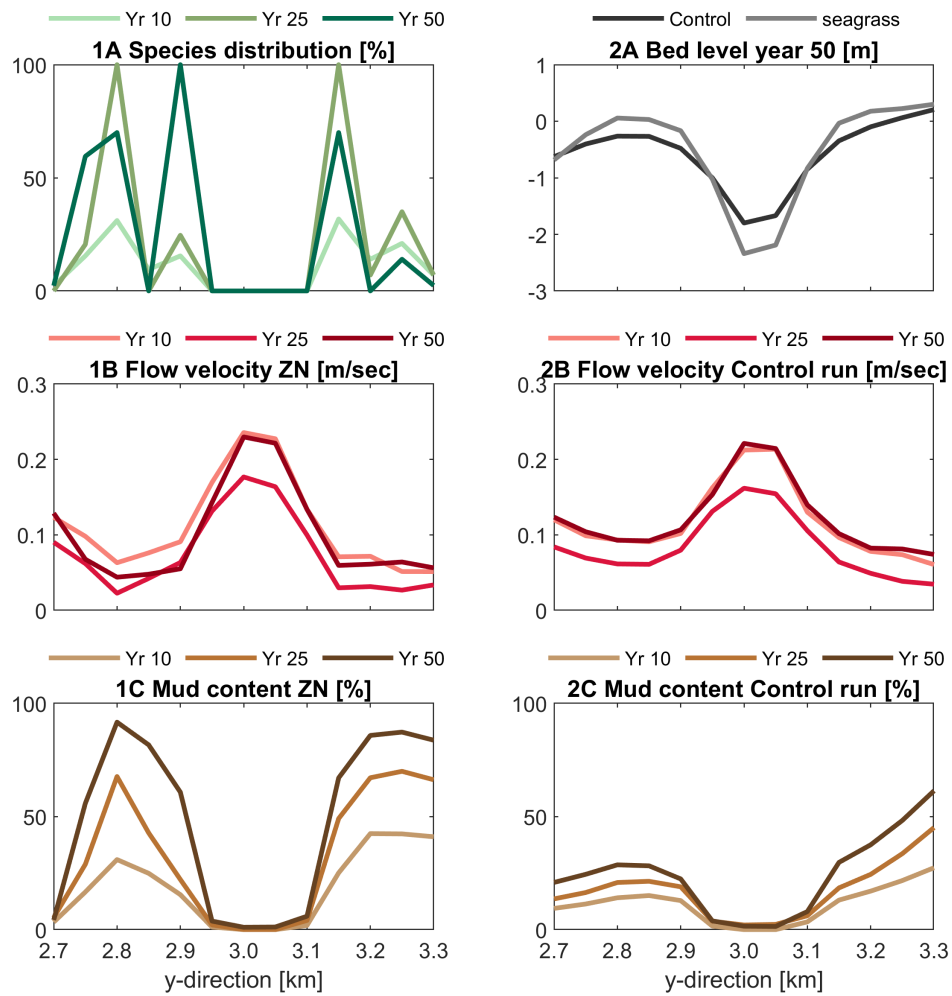 Yr 10 Yr 25 Yr 50
1A Species distribution [%]
100
50
0
Control seagrass
2A Bed level year 50 [m]
1
0
-1
-2
-3
Yr 10 Yr 25 Yr 50
1B Flow velocity ZN [m/sec]
0.3
0.2
0.1
0
Yr 10 Yr 25 Yr 50
2B Flow velocity Control run [m/sec]
0.3
0.2
0.1
0
Yr 10 Yr 25 Yr 50
1C Mud content ZN [%]
100
50
0
2.7 2.8 2.9 3.0 3.1 3.2 3.3
y-direction [km]
Yr 10 Yr 25 Yr 50
2C Mud content Control run [%]
100
50
0
2.7 2.8 2.9 3.0 3.1 3.2 3.3
y-direction [km]